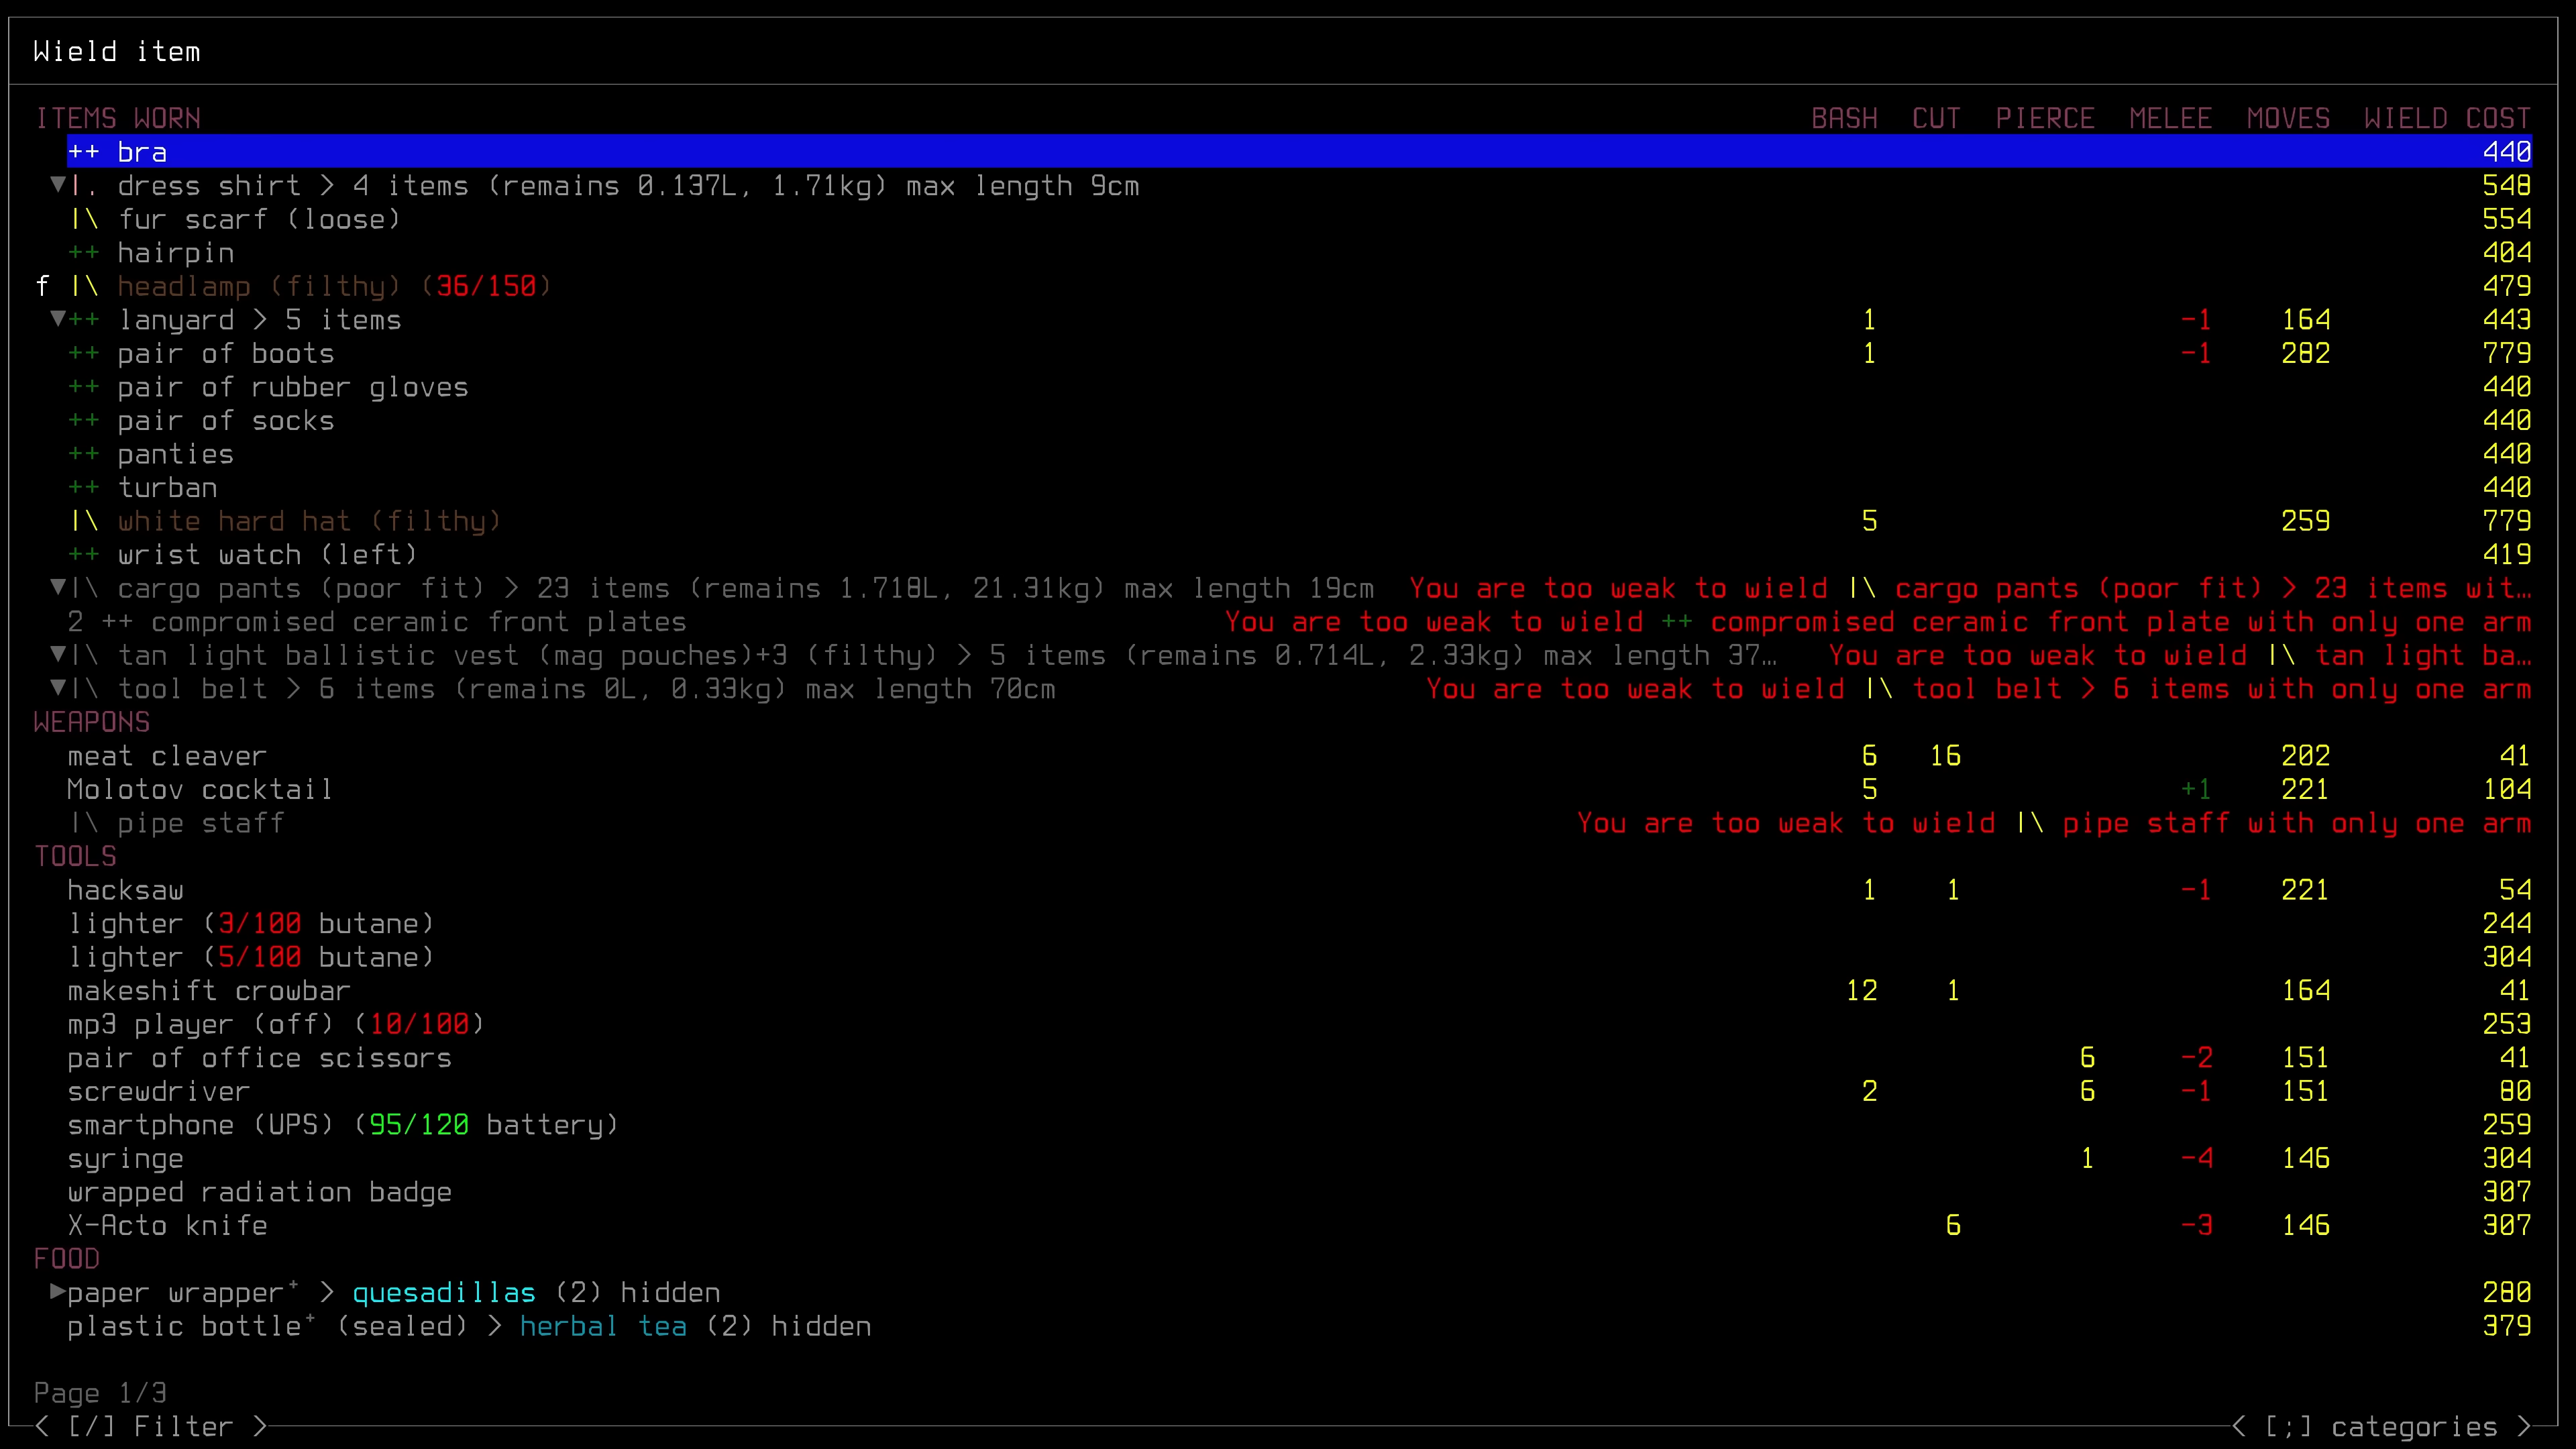 Wield item
ITEMS WORN BASH CUT PIERCE MELEE MOVES WIELD COST
++ bra 440
▼|. dress shirt > 4 items (remains 0.137L, 1.71kg) max length 9cm 548
|\ fur scarf (loose) 554
++ hairpin 404
f |\ headlamp (filthy) (36/150) 479
▼++ lanyard > 5 items 1 -1 164 443
++ pair of boots 1 -1 282 779
++ pair of rubber gloves 440
++ pair of socks 440
++ panties 440
++ turban 440
|\ white hard hat (filthy) 5 259 779
++ wrist watch (left) 419
▼|\ cargo pants (poor fit) > 23 items (remains 1.718L, 21.31kg) max length 19cm You are too weak to wield |\ cargo pants (poor fit) > 23 items wit…
2 ++ compromised ceramic front plates You are too weak to wield ++ compromised ceramic front plate with only one arm
▼|\ tan light ballistic vest (mag pouches)+3 (filthy) > 5 items (remains 0.714L, 2.33kg) max length 37… You are too weak to wield |\ tan light ba…
▼|\ tool belt > 6 items (remains 0L, 0.33kg) max length 70cm You are too weak to wield |\ tool belt > 6 items with only one arm
WEAPONS
meat cleaver 6 16 202 41
Molotov cocktail 5 +1 221 104
|\ pipe staff You are too weak to wield |\ pipe staff with only one arm
TOOLS
hacksaw 1 1 -1 221 54
lighter (3/100 butane) 244
lighter (5/100 butane) 304
makeshift crowbar 12 1 164 41
mp3 player (off) (10/100) 253
pair of office scissors 6 -2 151 41
screwdriver 2 6 -1 151 80
smartphone (UPS) (95/120 battery) 259
syringe 1 -4 146 304
wrapped radiation badge 307
X-Acto knife 6 -3 146 307
FOOD
▶paper wrapper⁺ > quesadillas (2) hidden 280
plastic bottle⁺ (sealed) > herbal tea (2) hidden 379
Page 1/3
< [/] Filter > < [;] categories >